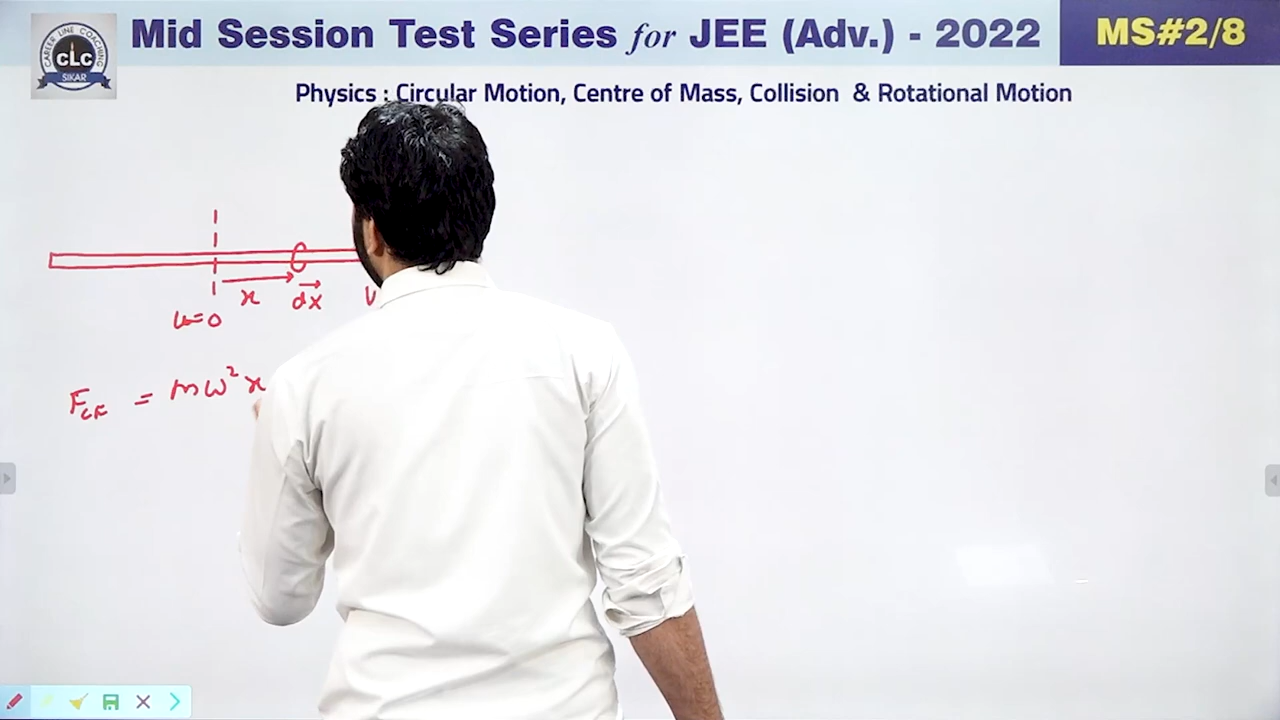 CAREER LINE COACHING
CLC
SIKAR
Mid Session Test Series for JEE (Adv.) - 2022
MS#2/8
Physics : Circular Motion, Centre of Mass, Collision & Rotational Motion
x dx
u=0
= mω²x